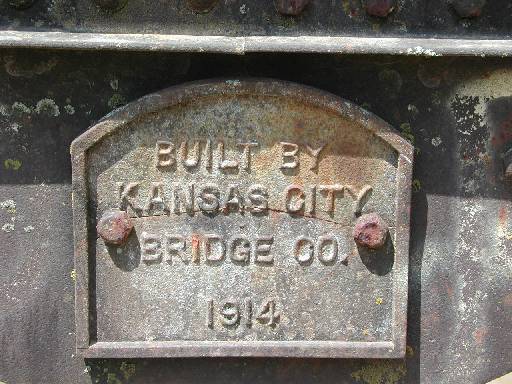 BUILT BY
KANSAS CITY
BRIDGE CO.
1914